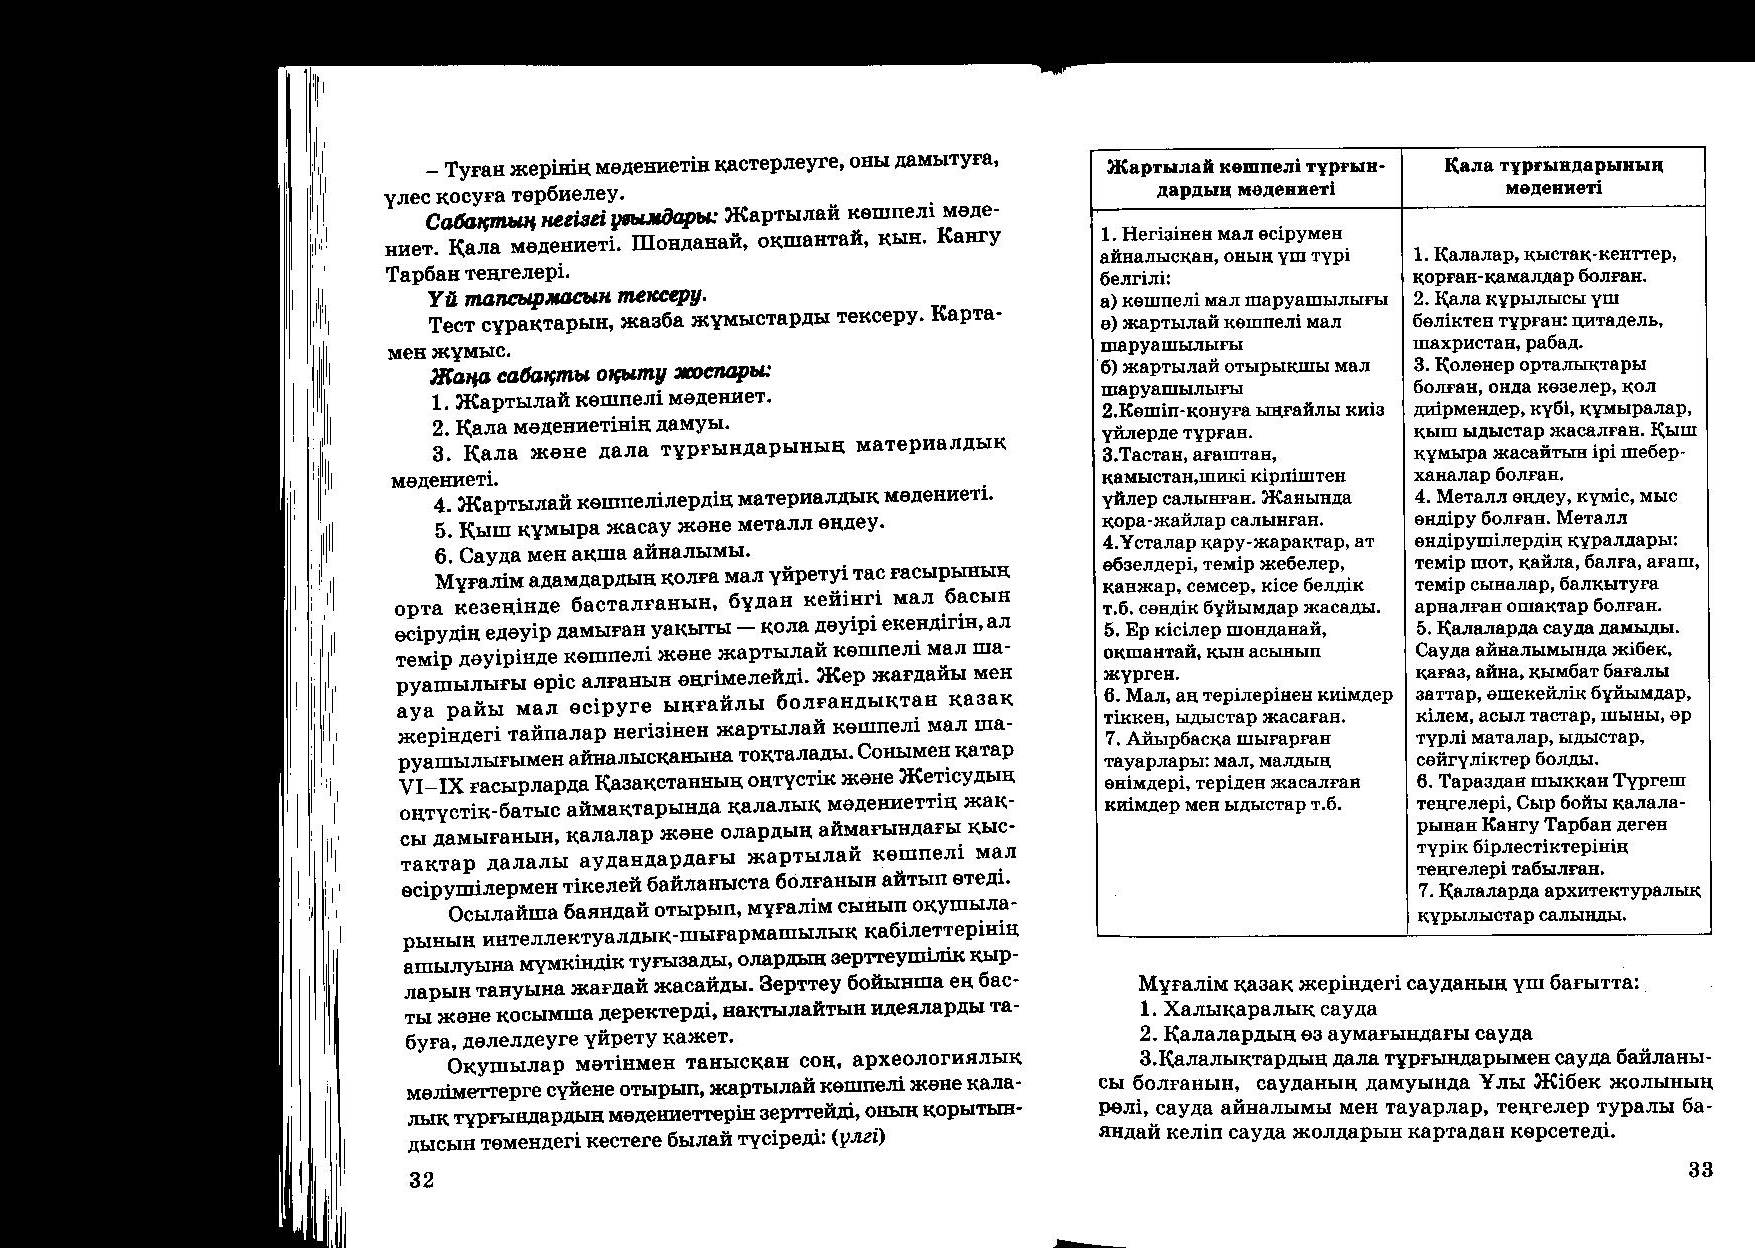 – Туған жерінің мәдениетін қастерлеуге, оны дамытуға,
үлес қосуға тәрбиелеу.
Сабақтың негізгі ұғымдары: Жартылай көшпелі мәде-
ниет. Қала мәдениеті. Шонданай, оқшантай, қын. Кангу
Тарбан теңгелері.
Үй тапсырмасын тексеру.
Тест сұрақтарын, жазба жұмыстарды тексеру. Карта-
мен жұмыс.
Жаңа сабақты оқыту жоспары:
1. Жартылай көшпелі мәдениет.
2. Қала мәдениетінің дамуы.
3. Қала және дала тұрғындарының материалдық
мәдениеті.
4. Жартылай көшпелілердің материалдық мәдениеті.
5. Қыш құмыра жасау және металл өңдеу.
6. Сауда мен ақша айналымы.
Мұғалім адамдардың қолға мал үйретуі тас ғасырының
орта кезеңінде басталғанын, бұдан кейінгі мал басын
өсірудің едәуір дамыған уақыты — қола дәуірі екендігін, ал
темір дәуірінде көшпелі және жартылай көшпелі мал ша-
руашылығы өріс алғанын әңгімелейді. Жер жағдайы мен
ауа райы мал өсіруге ыңғайлы болғандықтан қазақ
жеріндегі тайпалар негізінен жартылай көшпелі мал ша-
руашылығымен айналысқанына тоқталады. Сонымен қатар
VI–IX ғасырларда Қазақстанның оңтүстік және Жетісудың
оңтүстік-батыс аймақтарында қалалық мәдениеттің жақ-
сы дамығанын, қалалар және олардың аймағындағы қыс-
тақтар далалы аудандардағы жартылай көшпелі мал
өсірушілермен тікелей байланыста болғанын айтып өтеді.
Осылайша баяндай отырып, мұғалім сынып оқушыла-
рының интеллектуалдық-шығармашылық қабілеттерінің
ашылуына мүмкіндік туғызады, олардың зерттеушілік қыр-
ларын тануына жағдай жасайды. Зерттеу бойынша ең бас-
ты және қосымша деректерді, нақтылайтын идеяларды та-
буға, дәлелдеуге үйрету қажет.
Оқушылар мәтінмен танысқан соң, археологиялық
мәліметтерге сүйене отырып, жартылай көшпелі және қала-
лық тұрғындардың мәдениеттерін зерттейді, оның қорытын-
дысын төмендегі кестеге былай түсіреді: (үлгі)
32
Жартылай көшпелі тұрғын-
дардың мәдениеті
1. Негізінен мал өсірумен
айналысқан, оның үш түрі
белгілі:
а) көшпелі мал шаруашылығы
ә) жартылай көшпелі мал
шаруашылығы
б) жартылай отырықшы мал
шаруашылығы
2.Көшіп-қонуға ыңғайлы киіз
үйлерде тұрған.
3.Тастан, ағаштан,
қамыстан,шикі кірпіштен
үйлер салынған. Жанында
қора-жайлар салынған.
4.Ұсталар қару-жарақтар, ат
әбзелдері, темір жебелер,
қанжар, семсер, кісе белдік
т.б. сәндік бұйымдар жасады.
5. Ер кісілер шонданай,
оқшантай, қын асынып
жүрген.
6. Мал, аң терілерінен киімдер
тіккен, ыдыстар жасаған.
7. Айырбасқа шығарған
тауарлары: мал, малдың
өнімдері, теріден жасалған
киімдер мен ыдыстар т.б.
Қала тұрғындарының
мәдениеті
1. Қалалар, қыстақ-кенттер,
қорған-қамалдар болған.
2. Қала құрылысы үш
бөліктен тұрған: цитадель,
шахристан, рабад.
3. Қолөнер орталықтары
болған, онда көзелер, қол
диірмендер, күбі, құмыралар,
қыш ыдыстар жасалған. Қыш
құмыра жасайтын ірі шебер-
ханалар болған.
4. Металл өңдеу, күміс, мыс
өндіру болған. Металл
өндірушілердің құралдары:
темір шот, қайла, балға, ағаш,
темір сыналар, балқытуға
арналған ошақтар болған.
5. Қалаларда сауда дамыды.
Сауда айналымында жібек,
қағаз, айна, қымбат бағалы
заттар, әшекейлік бұйымдар,
кілем, асыл тастар, шыны, әр
түрлі маталар, ыдыстар,
сәйгүліктер болды.
6. Тараздан шыққан Түргеш
теңгелері, Сыр бойы қалала-
рынан Кангу Тарбан деген
түрік бірлестіктерінің
теңгелері табылған.
7. Қалаларда архитектуралық
құрылыстар салынды.
Мұғалім қазақ жеріндегі сауданың үш бағытта:
1. Халықаралық сауда
2. Қалалардың өз аумағындағы сауда
3.Қалалықтардың дала тұрғындарымен сауда байланы-
сы болғанын, сауданың дамуында Ұлы Жібек жолының
рөлі, сауда айналымы мен тауарлар, теңгелер туралы ба-
яндай келіп сауда жолдарын картадан көрсетеді.
33